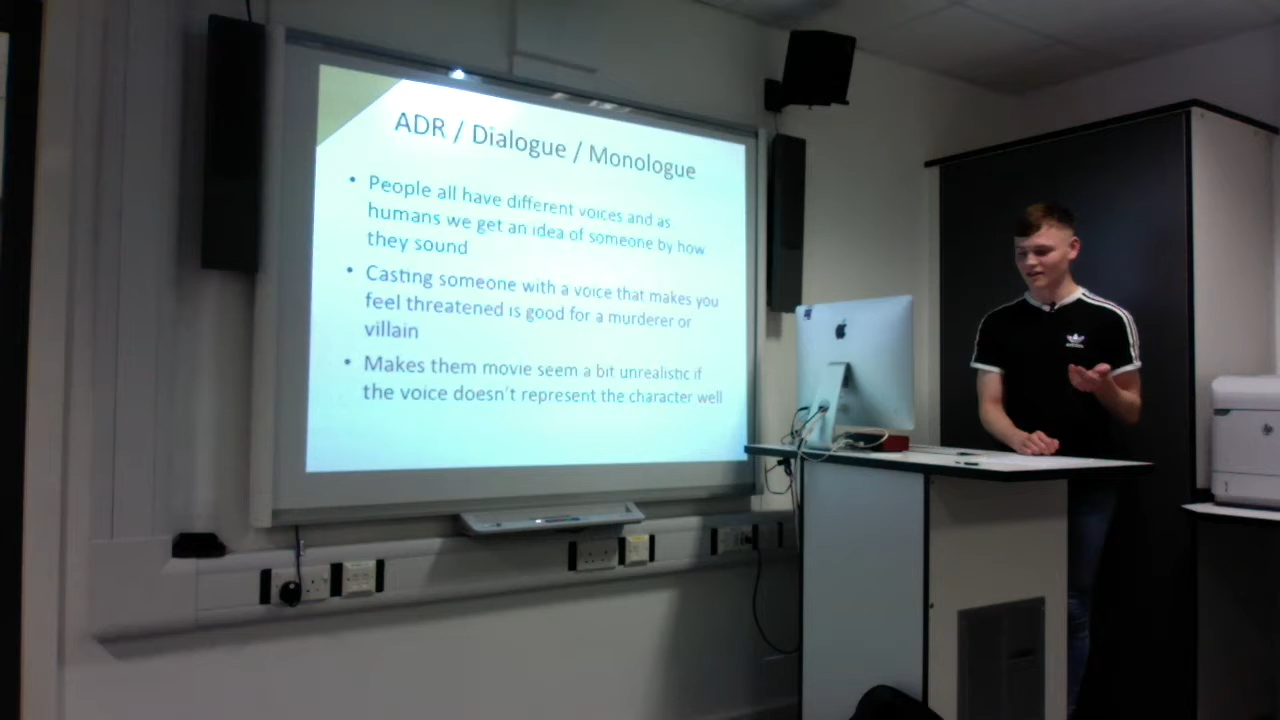 ADR / Dialogue / Monologue
• People all have different voices and as
humans we get an idea of someone by how
they sound
• Casting someone with a voice that makes you
feel threatened is good for a murderer or
villain
• Makes them movie seem a bit unrealistic if
the voice doesn't represent the character well